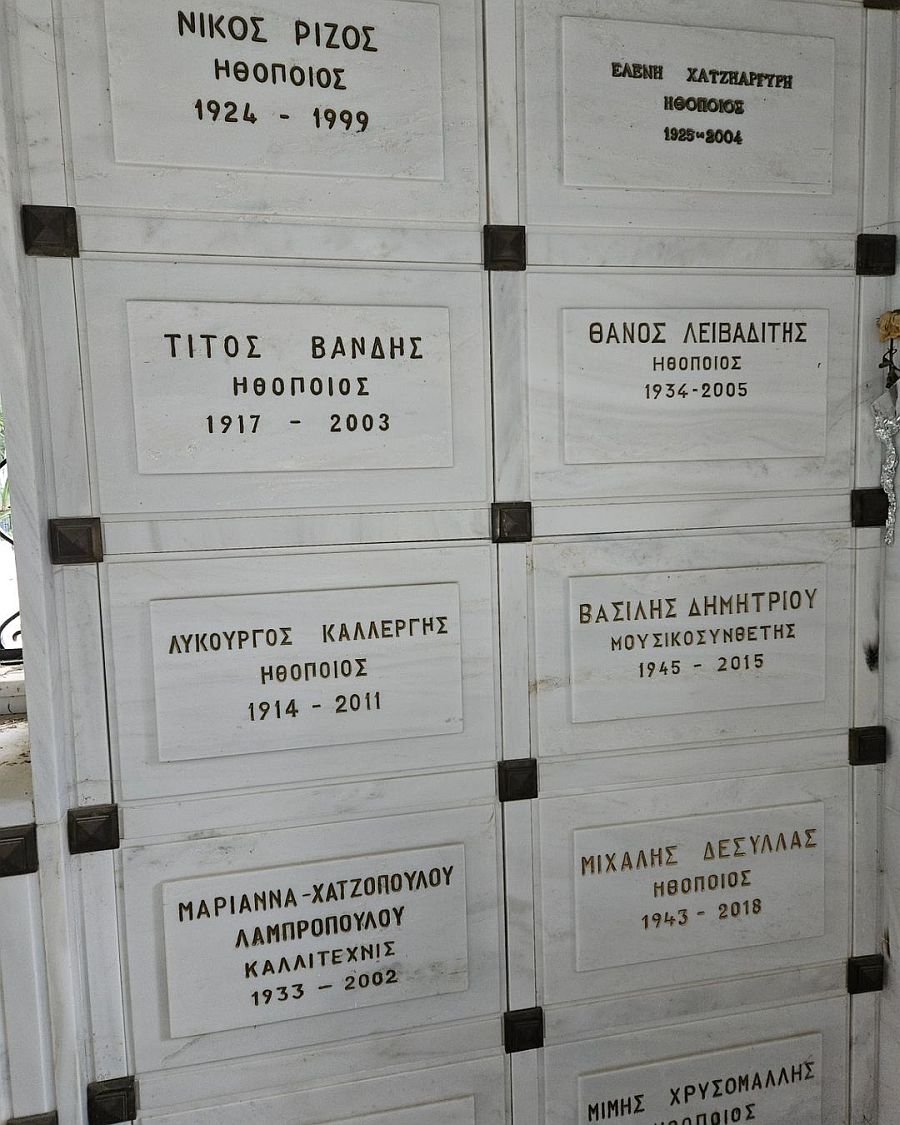 ΝΙΚΟΣ ΡΙΖΟΣ
ΗΘΟΠΟΙΟΣ
1924 - 1999
ΕΛΕΝΗ ΧΑΤΖΗΑΡΓΥΡΗ
ΗΘΟΠΟΙΟΣ
1925-2004
ΤΙΤΟΣ ΒΑΝΔΗΣ
ΗΘΟΠΟΙΟΣ
1917 - 2003
ΘΑΝΟΣ ΛΕΙΒΑΔΙΤΗΣ
ΗΘΟΠΟΙΟΣ
1934-2005
ΛΥΚΟΥΡΓΟΣ ΚΑΛΛΕΡΓΗΣ
ΗΘΟΠΟΙΟΣ
1914 - 2011
ΒΑΣΙΛΗΣ ΔΗΜΗΤΡΙΟΥ
ΜΟΥΣΙΚΟΣΥΝΘΕΤΗΣ
1945 - 2015
ΜΑΡΙΑΝΝΑ-ΧΑΤΖΟΠΟΥΛΟΥ
ΛΑΜΠΡΟΠΟΥΛΟΥ
ΚΑΛΛΙΤΕΧΝΙΣ
1933 - 2002
ΜΙΧΑΛΗΣ ΔΕΣΥΛΛΑΣ
ΗΘΟΠΟΙΟΣ
1943 - 2018
ΜΙΜΗΣ ΧΡΥΣΟΜΑΛΛΗΣ
ΗΘΟΠΟΙΟΣ